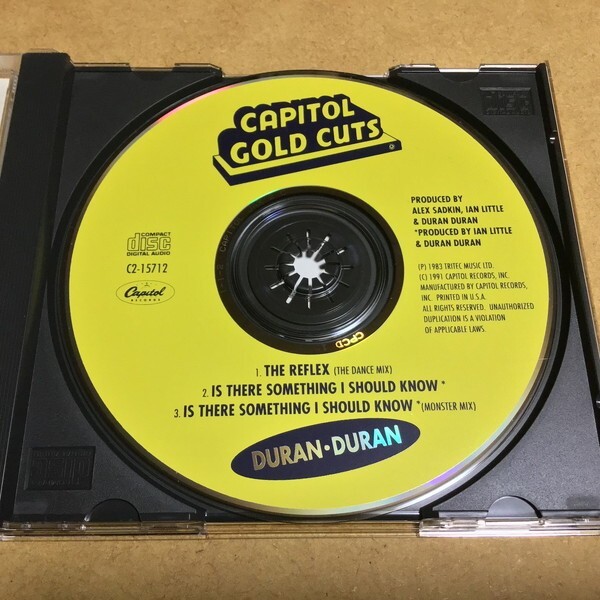 CAPITOL
GOLD CUTS
®
PRODUCED BY
ALEX SADKIN, IAN LITTLE
& DURAN DURAN
*PRODUCED BY IAN LITTLE
& DURAN DURAN
COMPACT
disc
DIGITAL AUDIO
C2-15712
Capitol
RECORDS
(P) 1983 TRITEC MUSIC LTD.
(C) 1991 CAPITOL RECORDS, INC.
MANUFACTURED BY CAPITOL RECORDS,
INC. PRINTED IN U.S.A.
ALL RIGHTS RESERVED. UNAUTHORIZED
DUPLICATION IS A VIOLATION
OF APPLICABLE LAWS.
CPCD
1. THE REFLEX (THE DANCE MIX)
2. IS THERE SOMETHING I SHOULD KNOW *
3. IS THERE SOMETHING I SHOULD KNOW *(MONSTER MIX)
DURAN•DURAN